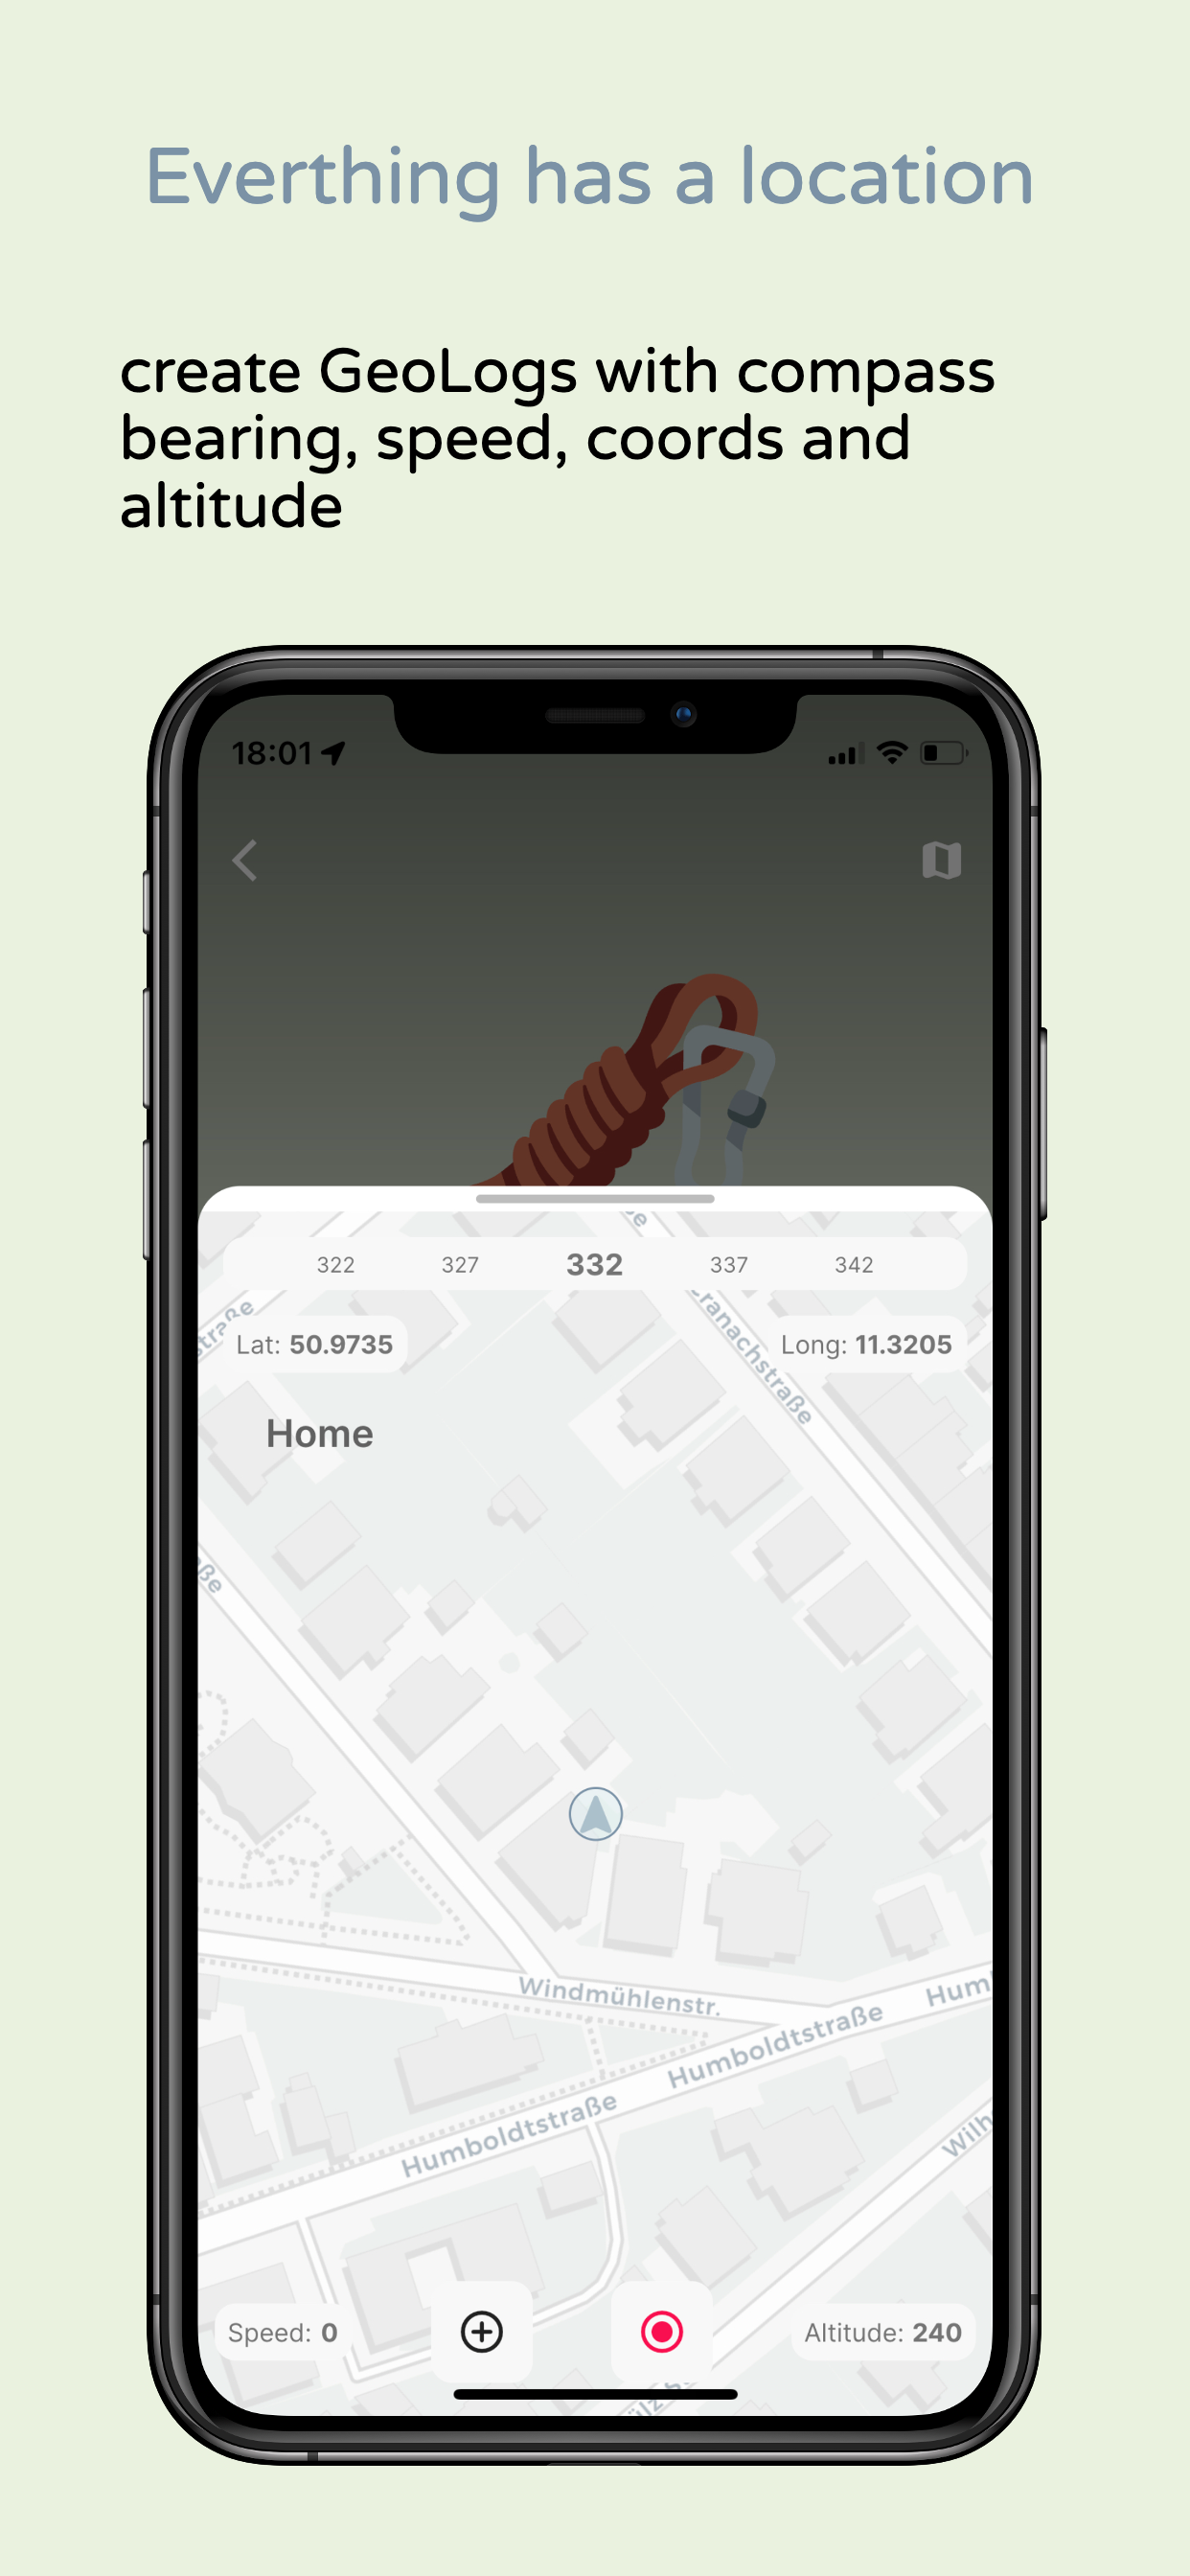 Everthing has a location
create GeoLogs with compass
bearing, speed, coords and
altitude
18:01
322 327 332 337 342
Lat: 50.9735 Long: 11.3205
Cranachstraße
Home
Windmühlenstr.
Humboldtstraße
Humboldtstraße
Speed: 0 Altitude: 240